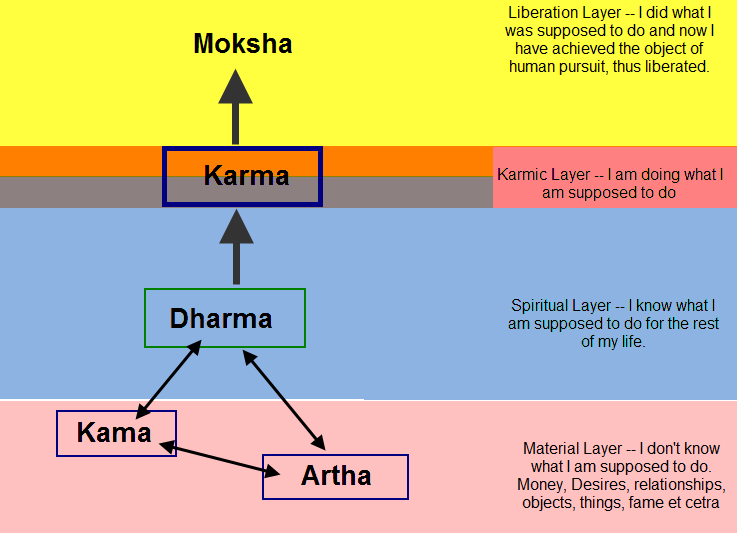 Moksha
Liberation Layer -- I did what I
was supposed to do and now I
have achieved the object of
human pursuit, thus liberated.
Karma
Karmic Layer -- I am doing what I
am supposed to do
Dharma
Spiritual Layer -- I know what I
am supposed to do for the rest
of my life.
Kama
Artha
Material Layer -- I don't know
what I am supposed to do.
Money, Desires, relationships,
objects, things, fame et cetra